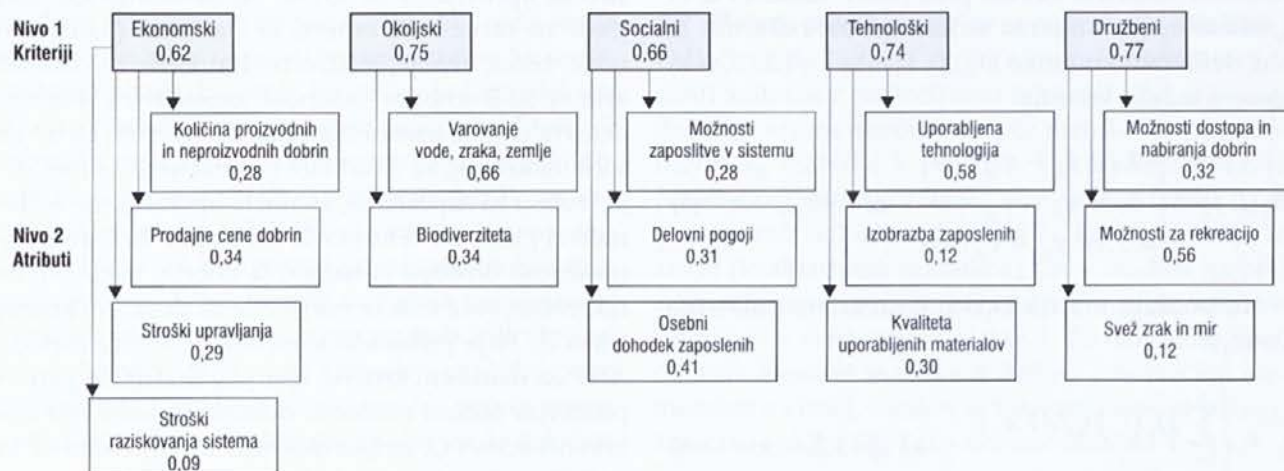 Nivo 1
Kriteriji
Ekonomski
0,62
Okoljski
0,75
Socialni
0,66
Tehnološki
0,74
Družbeni
0,77
Količina proizvodnih
in neproizvodnih dobrin
0,28
Varovanje
vode, zraka, zemlje
0,66
Možnosti
zaposlitve v sistemu
0,28
Uporabljena
tehnologija
0,58
Možnosti dostopa in
nabiranja dobrin
0,32
Nivo 2
Atributi
Prodajne cene dobrin
0,34
Biodiverziteta
0,34
Delovni pogoji
0,31
Izobrazba zaposlenih
0,12
Možnosti za rekreacijo
0,56
Stroški upravljanja
0,29
Osebni
dohodek zaposlenih
0,41
Kvaliteta
uporabljenih materialov
0,30
Svež zrak in mir
0,12
Stroški
raziskovanja sistema
0,09